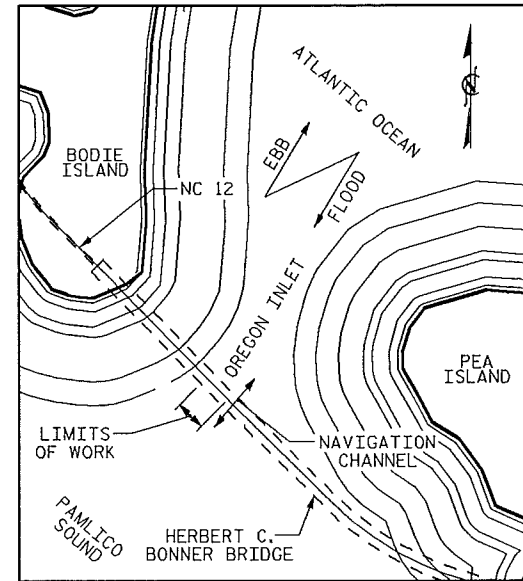 ATLANTIC OCEAN
BODIE
ISLAND
EBB
FLOOD
N
NC 12
OREGON INLET
PEA
ISLAND
LIMITS
OF WORK
NAVIGATION
CHANNEL
PAMLICO
SOUND
HERBERT C.
BONNER BRIDGE